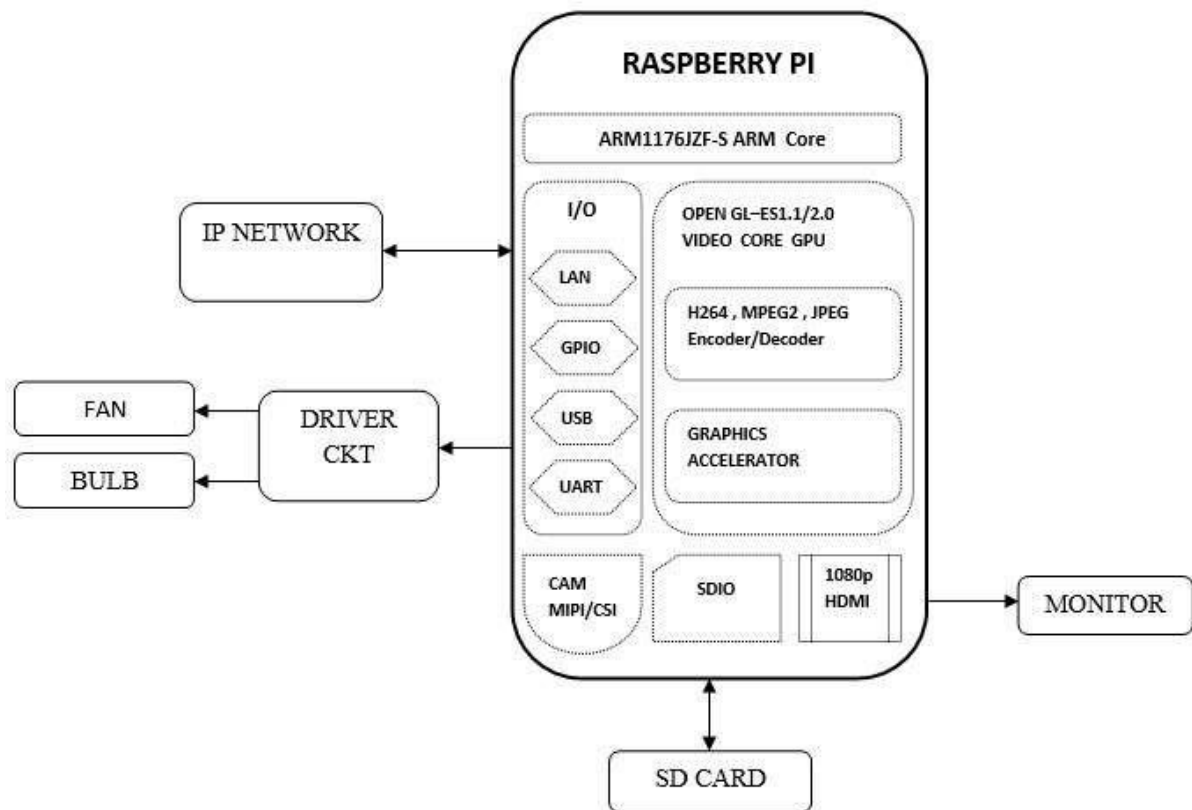 RASPBERRY PI
ARM1176JZF-S ARM Core
I/O
LAN
GPIO
USB
UART
OPEN GL–ES1.1/2.0
VIDEO CORE GPU
H264 , MPEG2 , JPEG
Encoder/Decoder
GRAPHICS
ACCELERATOR
CAM
MIPI/CSI
SDIO
1080p
HDMI
IP NETWORK
FAN
BULB
DRIVER
CKT
MONITOR
SD CARD